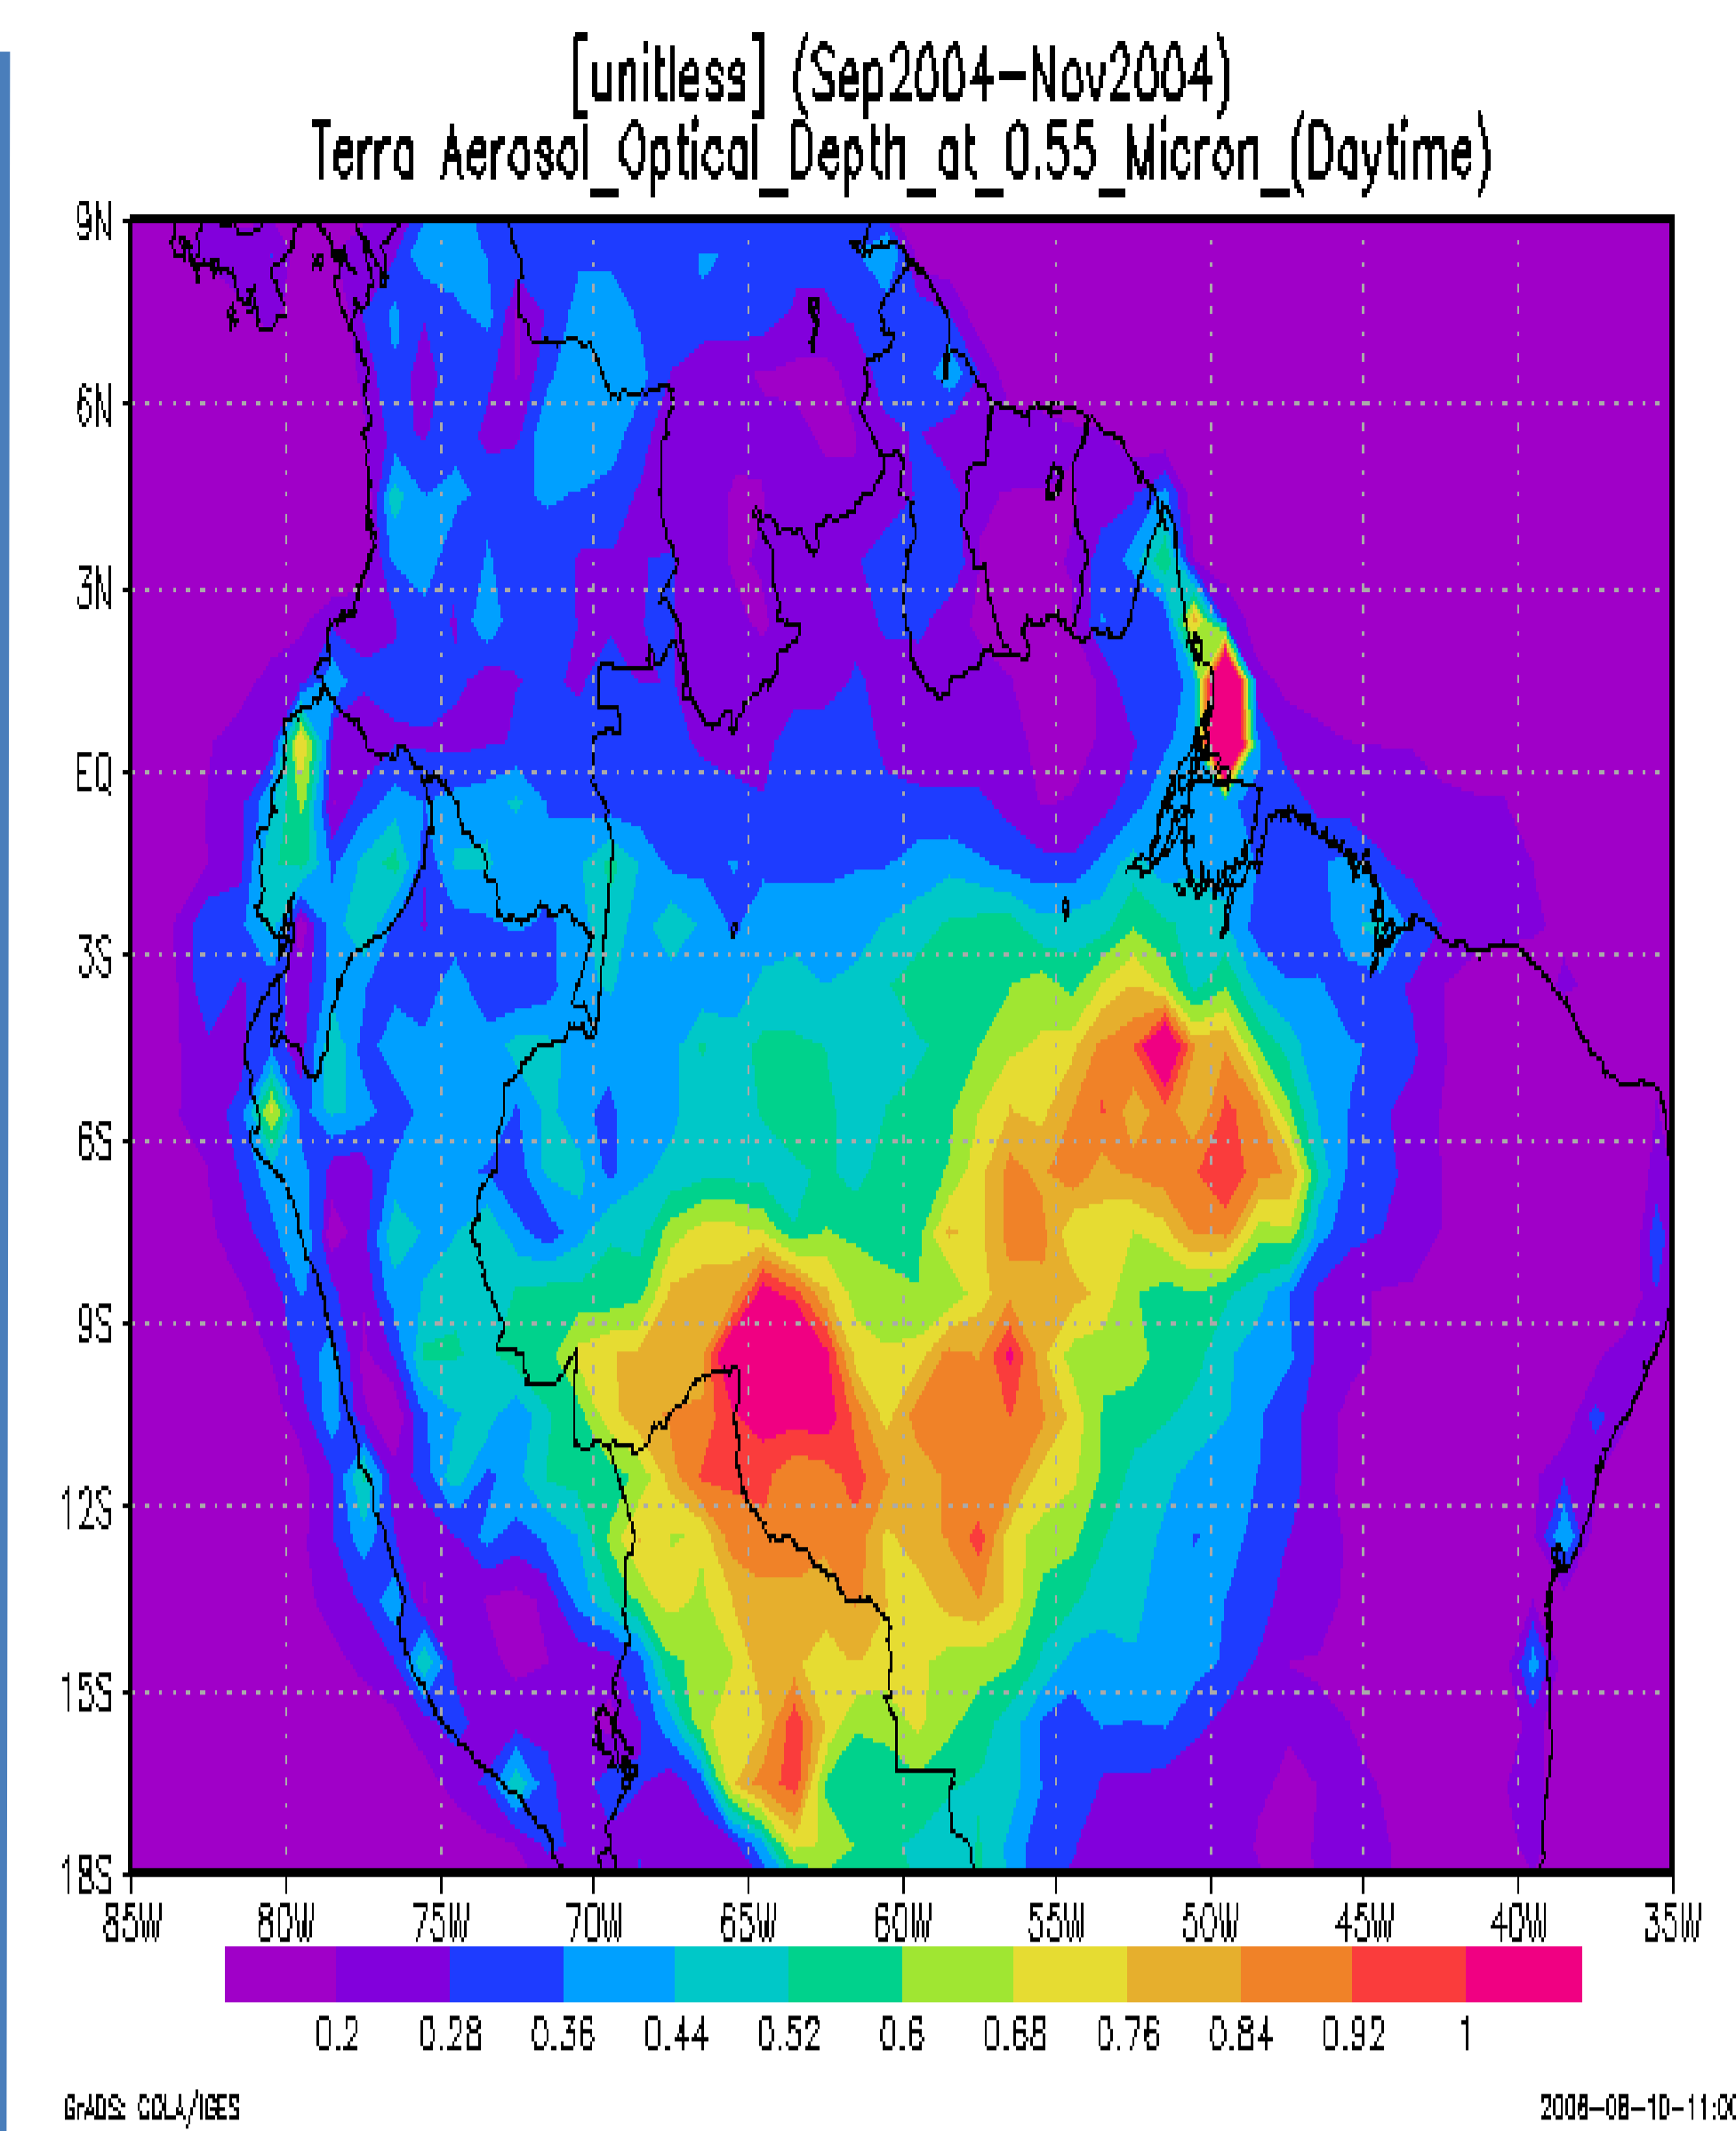 [unitless] (Sep2004-Nov2004)
Terra Aerosol_Optical_Depth_at_0.55_Micron_(Daytime)
9N
6N
3N
EQ
3S
6S
9S
12S
15S
18S
85W 80W 75W 70W 65W 60W 55W 50W 45W 40W 35W
0.2 0.28 0.36 0.44 0.52 0.6 0.68 0.76 0.84 0.92 1
GrADS: COLA/IGES 2008-08-10-11:00